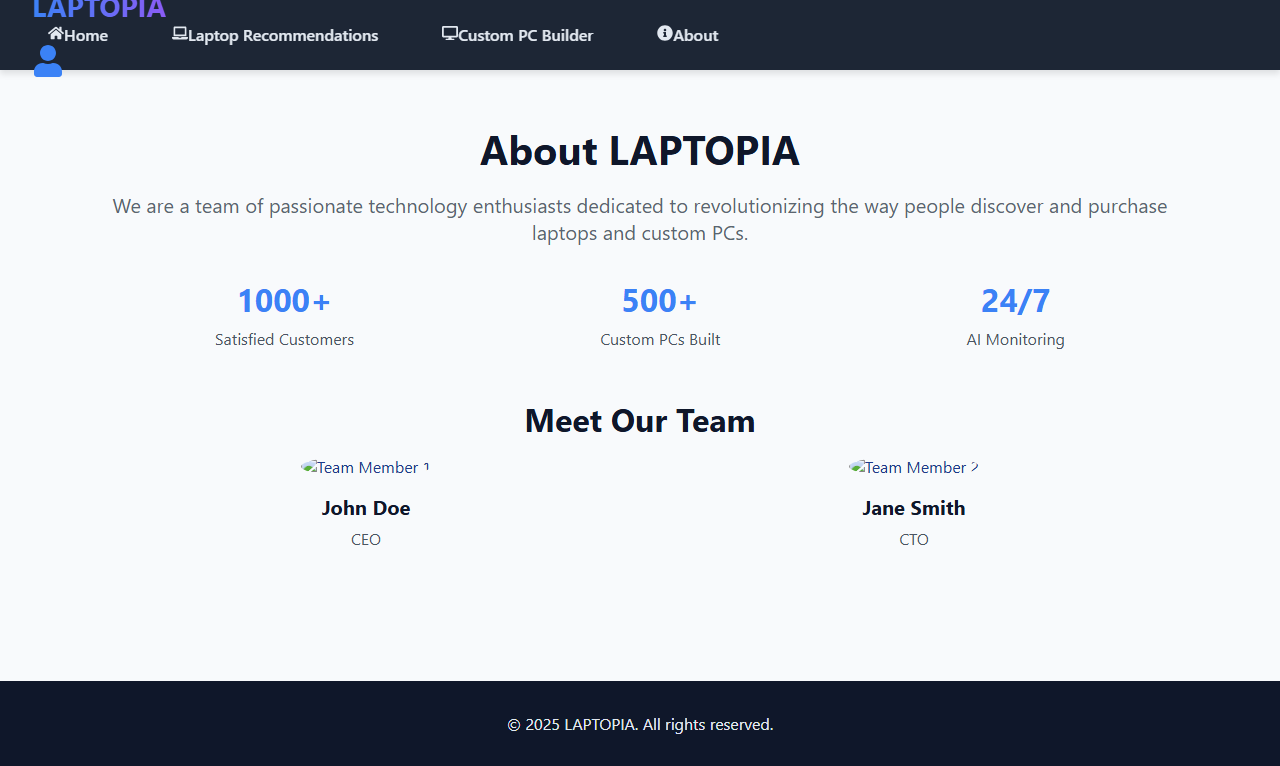 LAPTOPIA
Home Laptop Recommendations Custom PC Builder About
About LAPTOPIA
We are a team of passionate technology enthusiasts dedicated to revolutionizing the way people discover and purchase
laptops and custom PCs.
1000+ 500+ 24/7
Satisfied Customers Custom PCs Built AI Monitoring
Meet Our Team
Team Member 1 Team Member 2
John Doe Jane Smith
CEO CTO
© 2025 LAPTOPIA. All rights reserved.